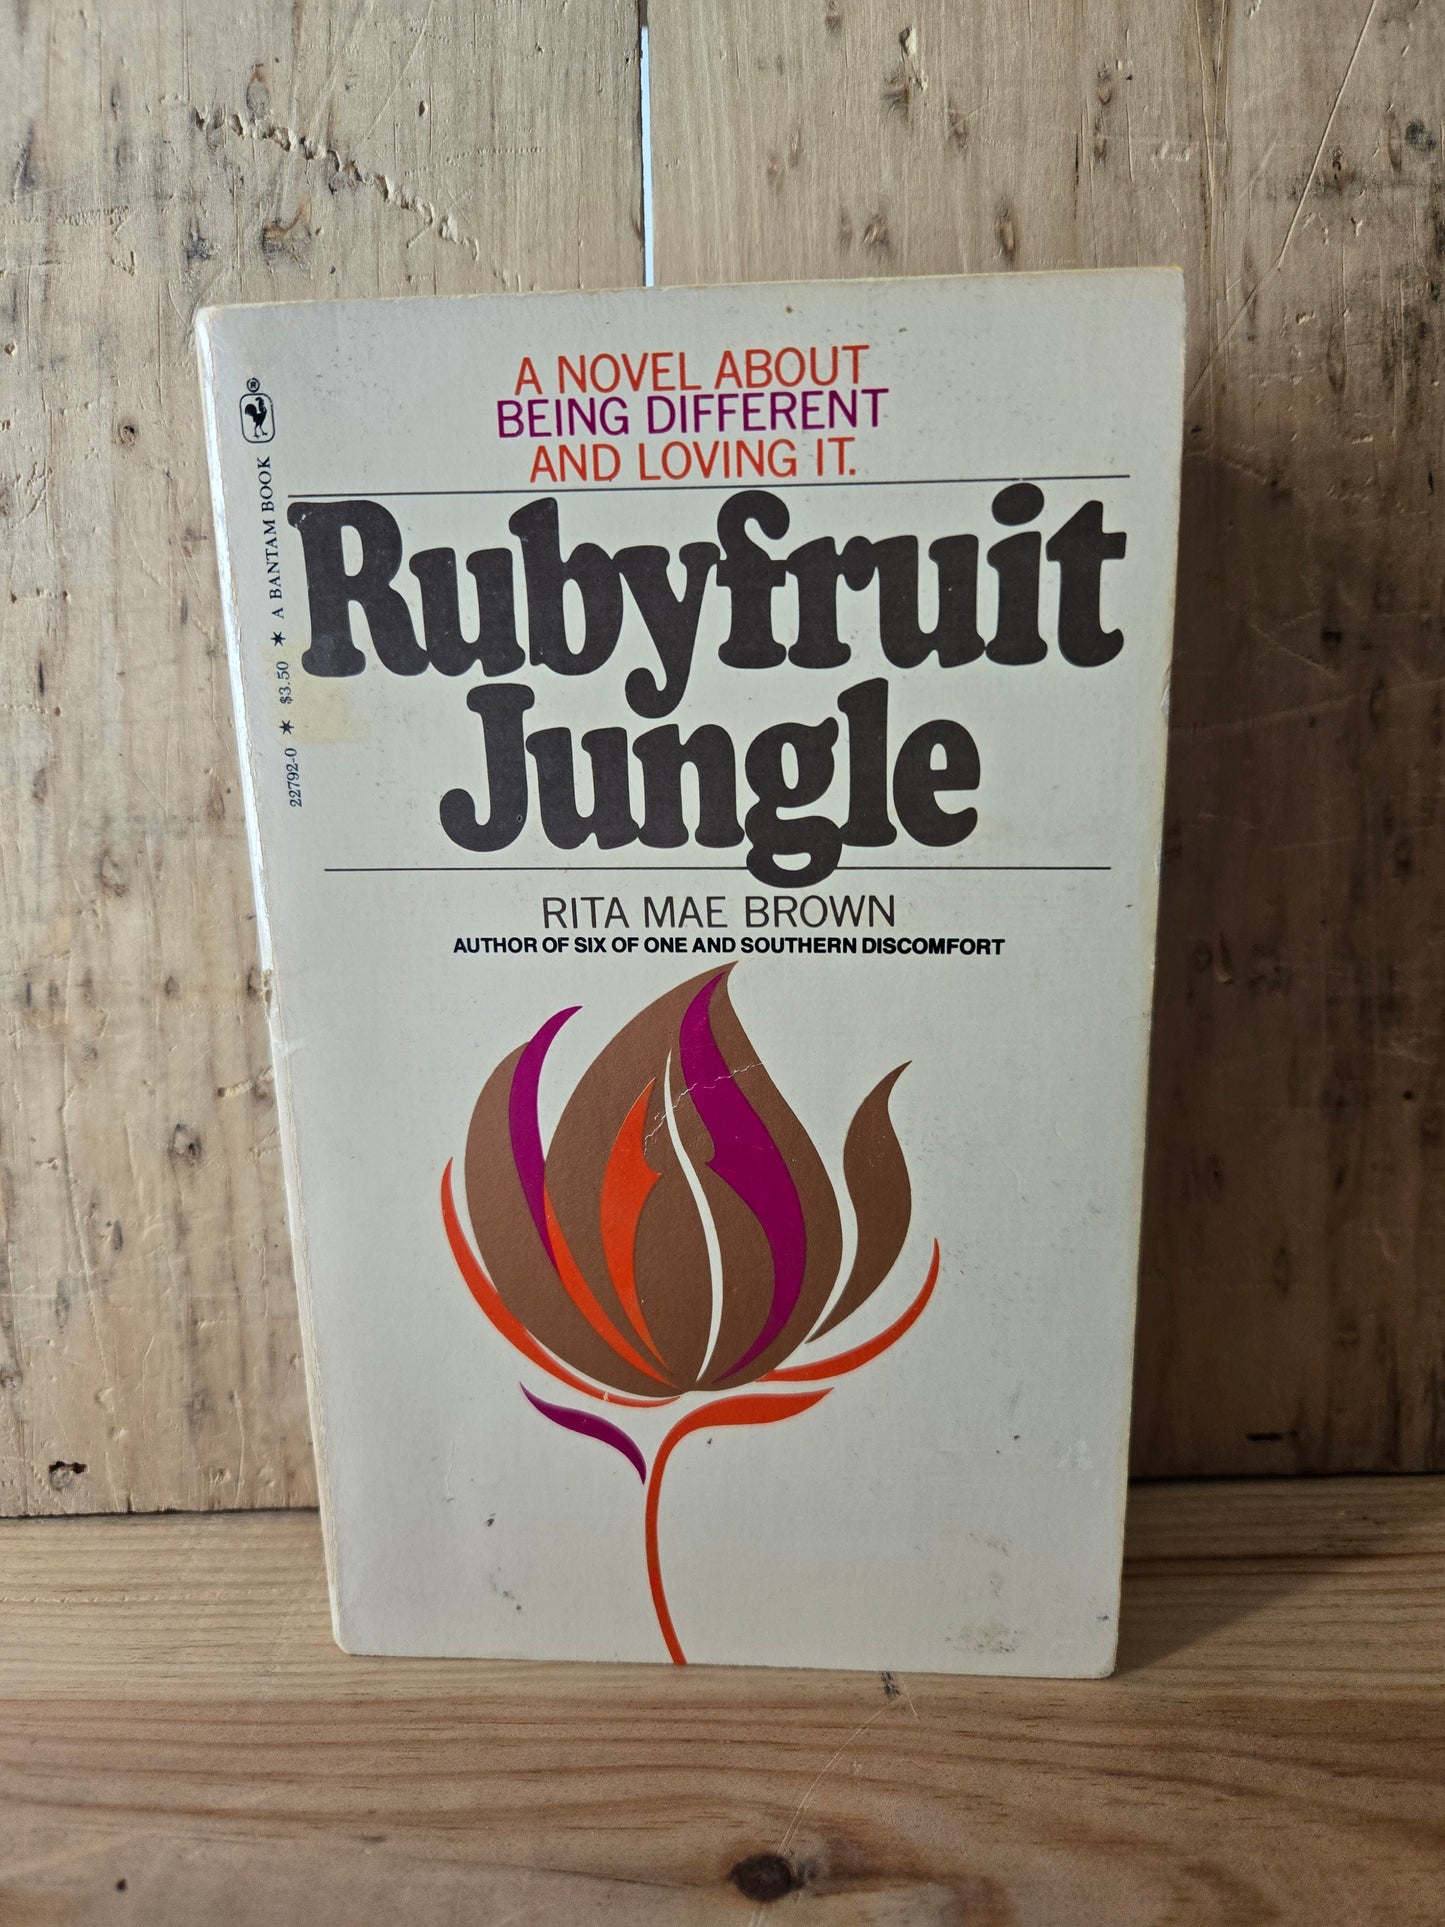 A NOVEL ABOUT
BEING DIFFERENT
AND LOVING IT.
Rubyfruit
Jungle
RITA MAE BROWN
AUTHOR OF SIX OF ONE AND SOUTHERN DISCOMFORT
22792-0 * $3.50 * A BANTAM BOOK ®